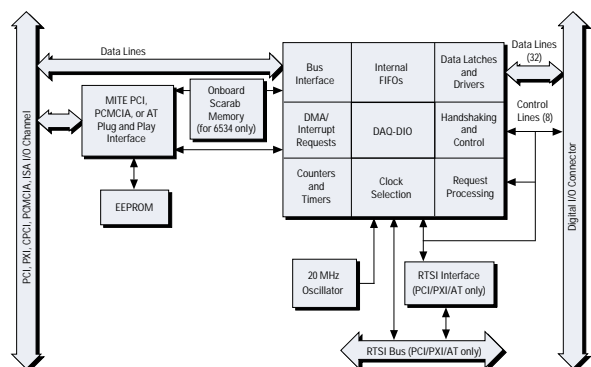 Data Lines
Data Lines
(32)
Bus
Interface
Internal
FIFOs
Data Latches
and
Drivers
MITE PCI,
PCMCIA, or AT
Plug and Play
Interface
Onboard
Scarab
Memory
(for 6534 only)
DMA/
Interrupt
Requests
DAQ-DIO
Handshaking
and
Control
Control
Lines (8)
Counters
and
Timers
Clock
Selection
Request
Processing
EEPROM
PCI, PXI, CPCI, PCMCIA, ISA I/O Channel
Digital I/O Connector
20 MHz
Oscillator
RTSI Interface
(PCI/PXI/AT only)
RTSI Bus (PCI/PXI/AT only)